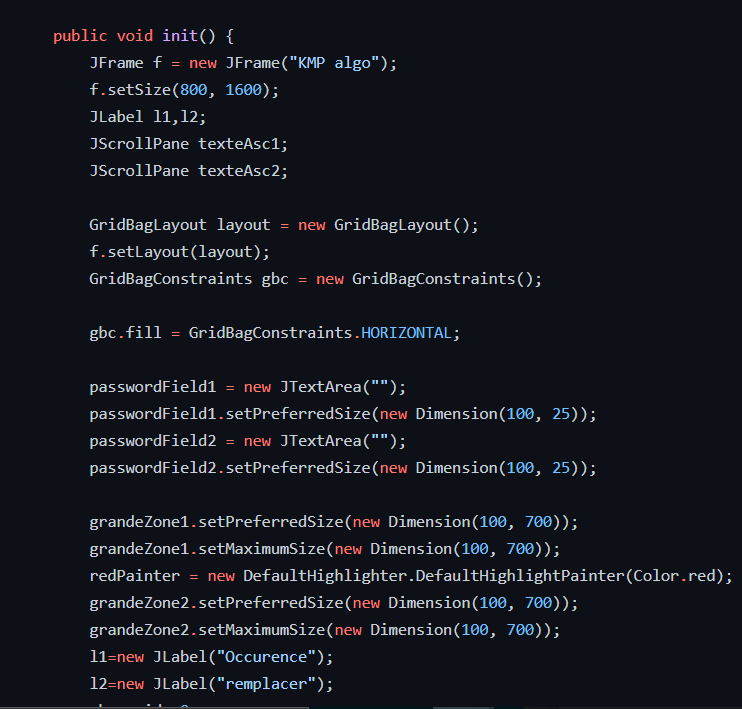 public void init() {
JFrame f = new JFrame("KMP algo");
f.setSize(800, 1600);
JLabel l1,l2;
JScrollPane texteAsc1;
JScrollPane texteAsc2;
GridBagLayout layout = new GridBagLayout();
f.setLayout(layout);
GridBagConstraints gbc = new GridBagConstraints();
gbc.fill = GridBagConstraints.HORIZONTAL;
passwordField1 = new JTextArea("");
passwordField1.setPreferredSize(new Dimension(100, 25));
passwordField2 = new JTextArea("");
passwordField2.setPreferredSize(new Dimension(100, 25));
grandeZone1.setPreferredSize(new Dimension(100, 700));
grandeZone1.setMaximumSize(new Dimension(100, 700));
redPainter = new DefaultHighlighter.DefaultHighlightPainter(Color.red);
grandeZone2.setPreferredSize(new Dimension(100, 700));
grandeZone2.setMaximumSize(new Dimension(100, 700));
l1=new JLabel("Occurence");
l2=new JLabel("remplacer");